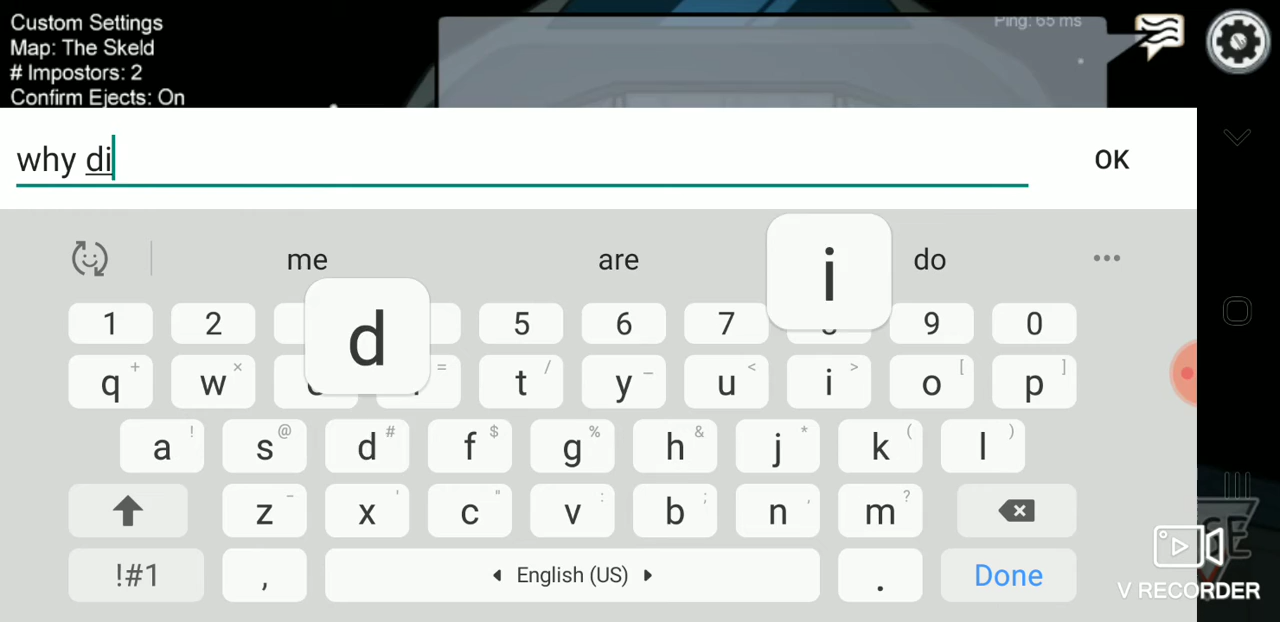 Custom Settings
Map: The Skeld
# Impostors: 2
Confirm Ejects: On
Ping: 65 ms
why di
OK
me are do •••
d i
1 2 5 6 7 9 0
q + w × = t / y _ u < i > o [ p ]
a ! s @ d # f $ g % h & j * k ( l )
z - x ' c " v : b ; n , m ?
!#1 , English (US) . Done
V RECORDER